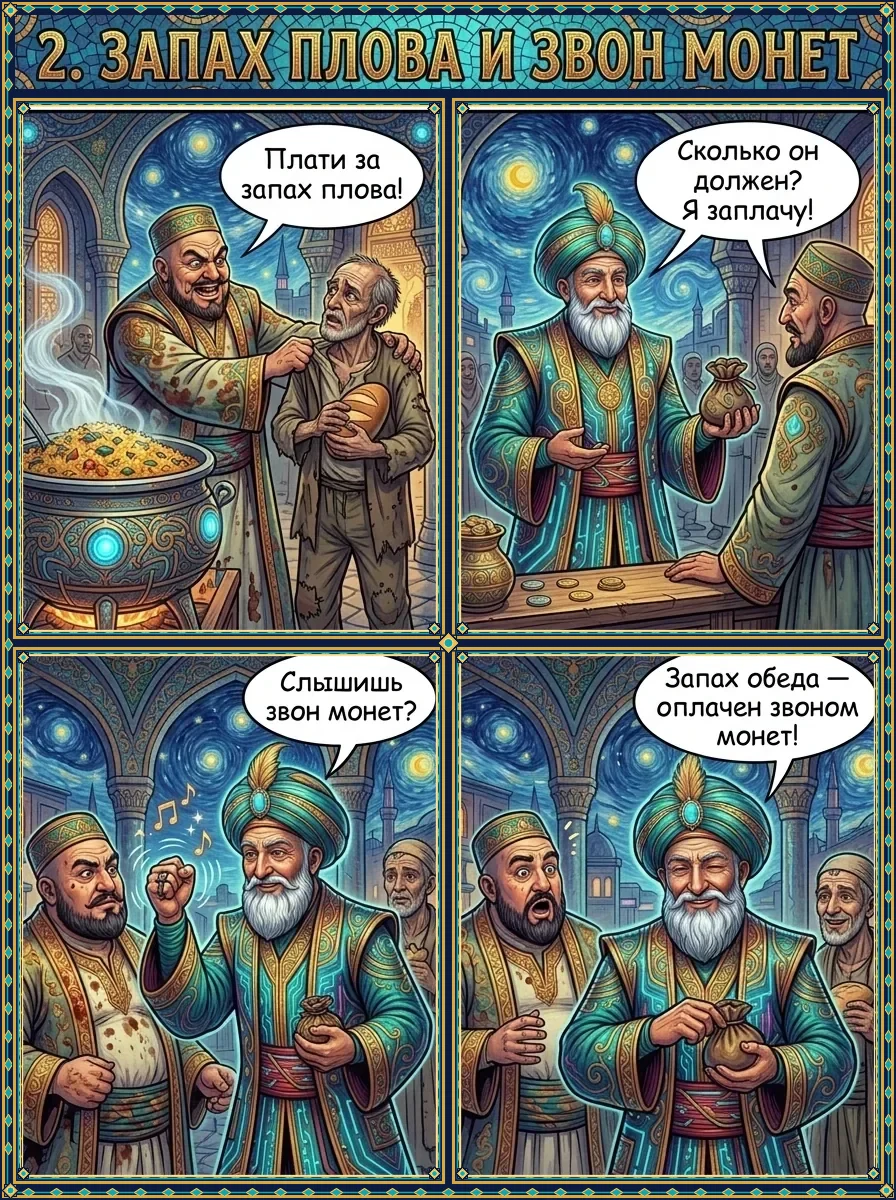 2. ЗАПАХ ПЛОВА И ЗВОН МОНЕТ
Плати за
запах плова!
Сколько он
должен?
Я заплачу!
Слышишь
звон монет?
Запах обеда —
оплачен звоном
монет!